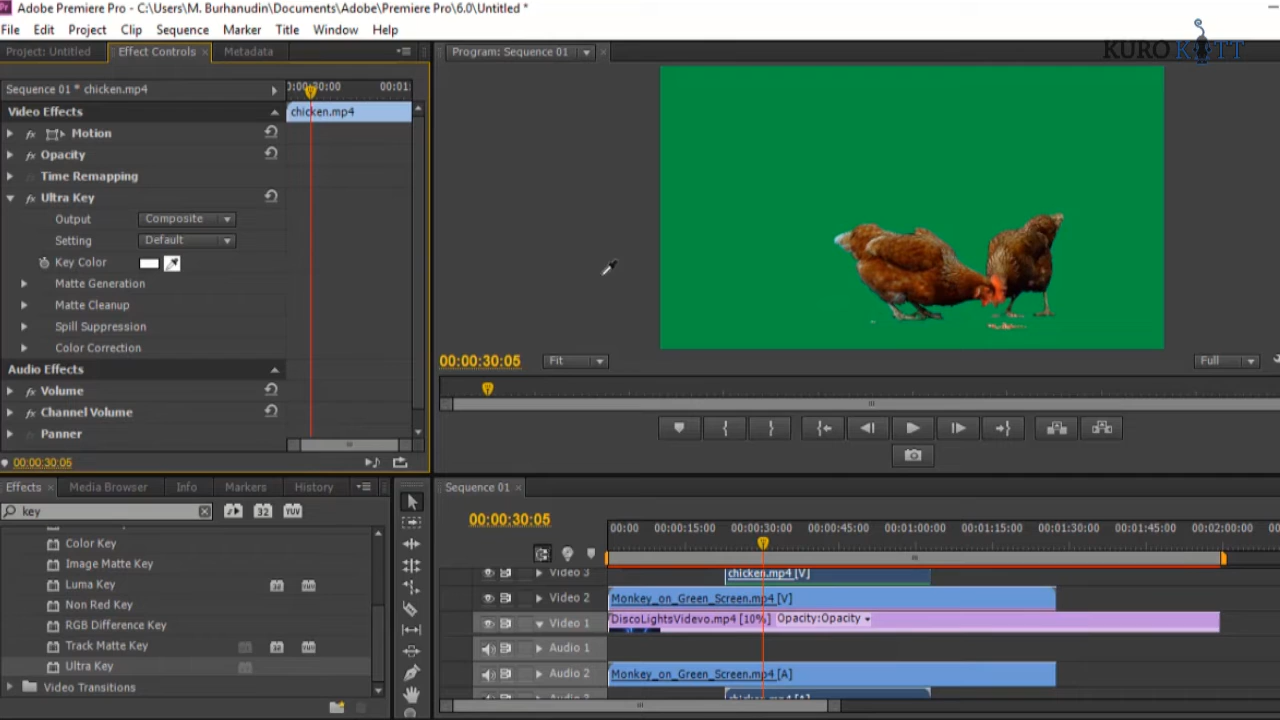 Adobe Premiere Pro - C:\Users\M. Burhanudin\Documents\Adobe\Premiere Pro\6.0\Untitled *
File Edit Project Clip Sequence Marker Title Window Help
KURO KATT
Project: Untitled Effect Controls × Metadata
Program: Sequence 01
Sequence 01 * chicken.mp4
00:01
chicken.mp4
Video Effects
fx Motion
fx Opacity
Time Remapping
fx Ultra Key
Output Composite
Setting Default
Key Color
Matte Generation
Matte Cleanup
Spill Suppression
Color Correction
Audio Effects
fx Volume
fx Channel Volume
Panner
00:00:30:05
00:00:30:05 Fit Full
Effects × Media Browser Info Markers History
key 32 YUV
Color Key
Image Matte Key
Luma Key
Non Red Key
RGB Difference Key
Track Matte Key
Ultra Key
Video Transitions
Sequence 01 ×
00:00:30:05
00:00 00:00:15:00 00:00:30:00 00:00:45:00 00:01:00:00 00:01:15:00 00:01:30:00 00:01:45:00 00:02:00:00
Video 3 chicken.mp4 [V]
Video 2 Monkey_on_Green_Screen.mp4 [V]
Video 1 DiscoLightsVidevo.mp4 [10%] Opacity:Opacity
Audio 1
Audio 2 Monkey_on_Green_Screen.mp4 [A]